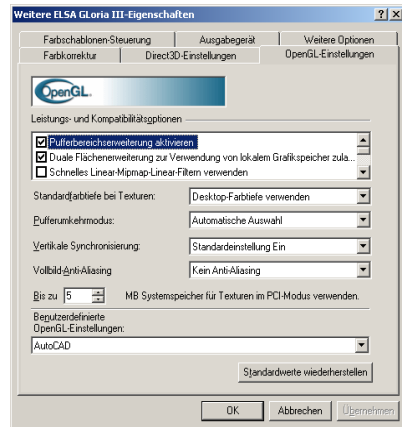 Weitere ELSA GLoria III-Eigenschaften
Farbschablonen-Steuerung
Ausgabegerät
Weitere Optionen
Farbkorrektur
Direct3D-Einstellungen
OpenGL-Einstellungen
OpenGL.
Leistungs- und Kompatibilitätsoptionen
Pufferbereichserweiterung aktivieren
Duale Flächenerweiterung zur Verwendung von lokalem Grafikspeicher zula...
Schnelles Linear-Mipmap-Linear-Filtern verwenden
Standardfarbtiefe bei Texturen:
Desktop-Farbtiefe verwenden
Pufferumkehrmodus:
Automatische Auswahl
Vertikale Synchronisierung:
Standardeinstellung Ein
Vollbild-Anti-Aliasing
Kein Anti-Aliasing
Bis zu 5 MB Systemspeicher für Texturen im PCI-Modus verwenden.
Benutzerdefinierte
OpenGL-Einstellungen:
AutoCAD
Standardwerte wiederherstellen
OK
Abbrechen
Übernehmen